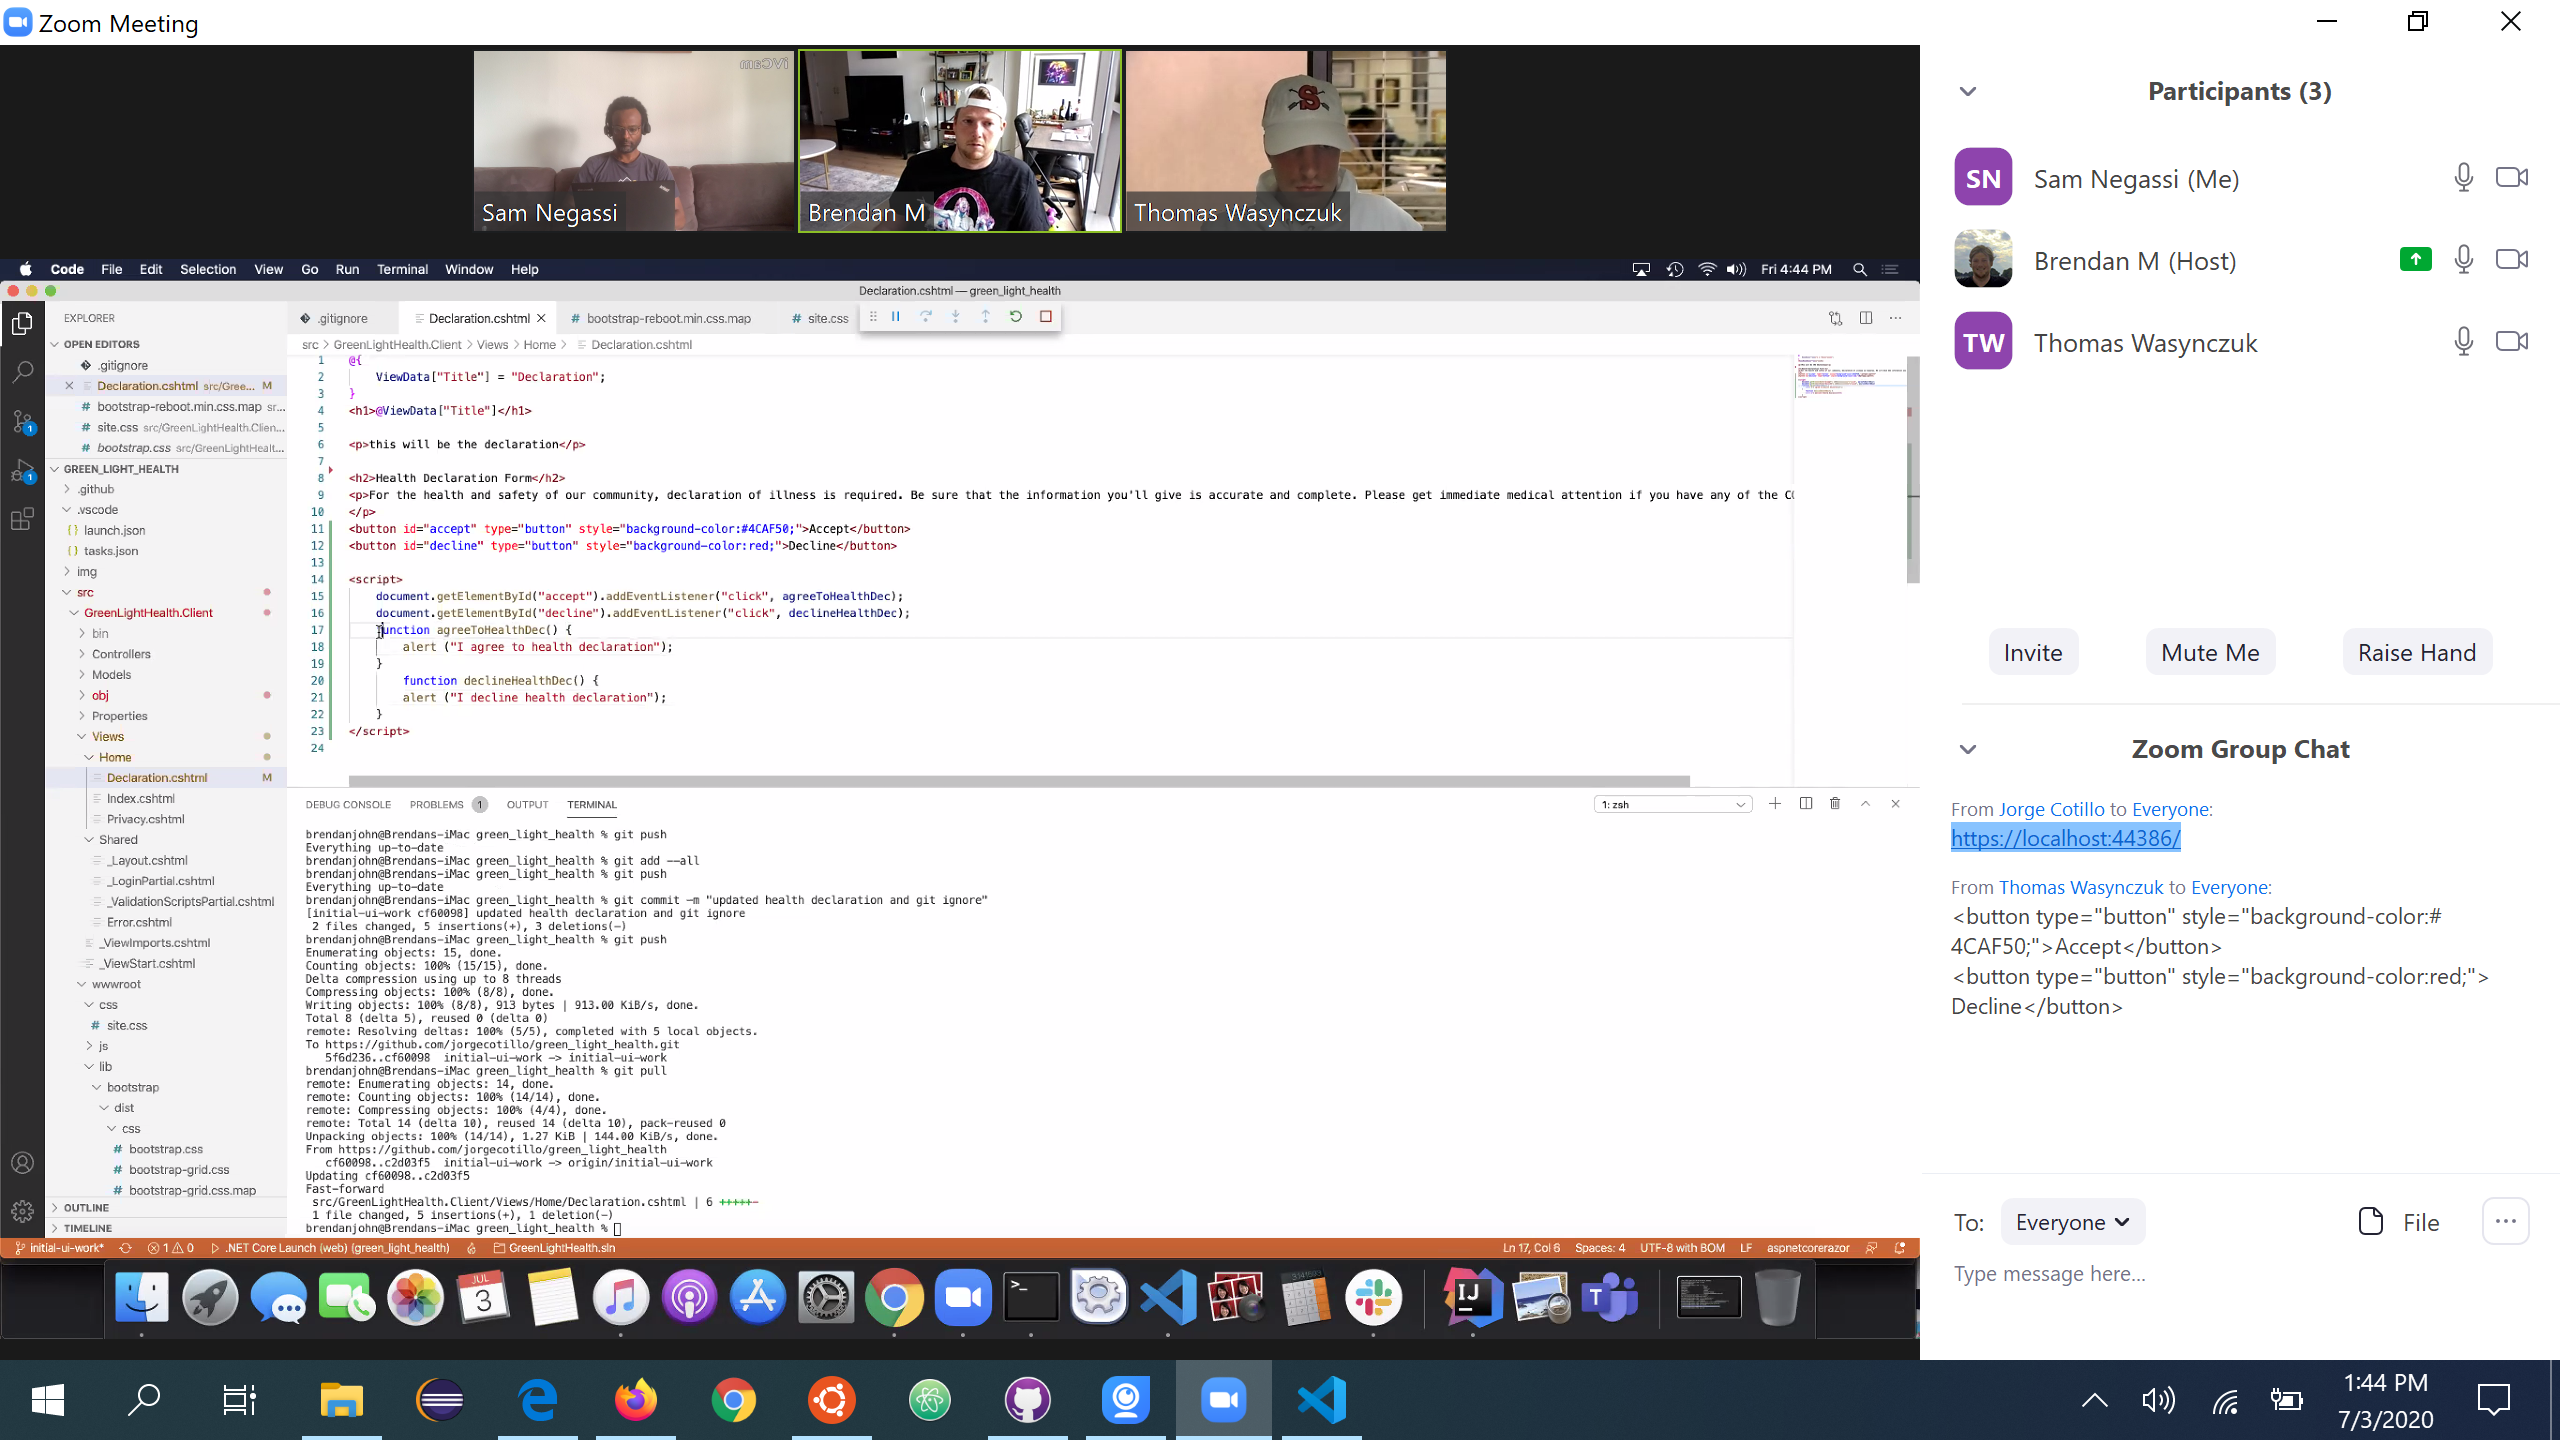 Zoom Meeting
iVCam
Sam Negassi
Brendan M
Thomas Wasynczuk
Code File Edit Selection View Go Run Terminal Window Help
Fri 4:44 PM
Declaration.cshtml — green_light_health
EXPLORER
OPEN EDITORS
.gitignore
Declaration.cshtml src/Gree... M
bootstrap-reboot.min.css.map sr...
site.css src/GreenLightHealth.Clien...
bootstrap.css src/GreenLightHealt...
GREEN_LIGHT_HEALTH
.github
.vscode
launch.json
tasks.json
img
src
GreenLightHealth.Client
bin
Controllers
Models
obj
Properties
Views
Home
Declaration.cshtml M
Index.cshtml
Privacy.cshtml
Shared
_Layout.cshtml
_LoginPartial.cshtml
_ValidationScriptsPartial.cshtml
Error.cshtml
_ViewImports.cshtml
_ViewStart.cshtml
wwwroot
css
site.css
js
lib
bootstrap
dist
css
bootstrap.css
bootstrap-grid.css
bootstrap-grid.css.map
OUTLINE
TIMELINE
.gitignore Declaration.cshtml bootstrap-reboot.min.css.map site.css
src > GreenLightHealth.Client > Views > Home > Declaration.cshtml
1 @{
2 ViewData["Title"] = "Declaration";
3 }
4 <h1>@ViewData["Title"]</h1>
5
6 <p>this will be the declaration</p>
7
8 <h2>Health Declaration Form</h2>
9 <p>For the health and safety of our community, declaration of illness is required. Be sure that the information you'll give is accurate and complete. Please get immediate medical attention if you have any of the CO
10 </p>
11 <button id="accept" type="button" style="background-color:#4CAF50;">Accept</button>
12 <button id="decline" type="button" style="background-color:red;">Decline</button>
13
14 <script>
15 document.getElementById("accept").addEventListener("click", agreeToHealthDec);
16 document.getElementById("decline").addEventListener("click", declineHealthDec);
17 function agreeToHealthDec() {
18 alert ("I agree to health declaration");
19 }
20 function declineHealthDec() {
21 alert ("I decline health declaration");
22 }
23 </script>
24
DEBUG CONSOLE PROBLEMS 1 OUTPUT TERMINAL
1: zsh
brendanjohn@Brendans-iMac green_light_health % git push
Everything up-to-date
brendanjohn@Brendans-iMac green_light_health % git add --all
brendanjohn@Brendans-iMac green_light_health % git push
Everything up-to-date
brendanjohn@Brendans-iMac green_light_health % git commit -m "updated health declaration and git ignore"
[initial-ui-work cf60098] updated health declaration and git ignore
2 files changed, 5 insertions(+), 3 deletions(-)
brendanjohn@Brendans-iMac green_light_health % git push
Enumerating objects: 15, done.
Counting objects: 100% (15/15), done.
Delta compression using up to 8 threads
Compressing objects: 100% (8/8), done.
Writing objects: 100% (8/8), 913 bytes | 913.00 KiB/s, done.
Total 8 (delta 5), reused 0 (delta 0)
remote: Resolving deltas: 100% (5/5), completed with 5 local objects.
To https://github.com/jorgecotillo/green_light_health.git
5f6d236..cf60098 initial-ui-work -> initial-ui-work
brendanjohn@Brendans-iMac green_light_health % git pull
remote: Enumerating objects: 14, done.
remote: Counting objects: 100% (14/14), done.
remote: Compressing objects: 100% (4/4), done.
remote: Total 14 (delta 10), reused 14 (delta 10), pack-reused 0
Unpacking objects: 100% (14/14), 1.27 KiB | 144.00 KiB/s, done.
From https://github.com/jorgecotillo/green_light_health
cf60098..c2d03f5 initial-ui-work -> origin/initial-ui-work
Updating cf60098..c2d03f5
Fast-forward
src/GreenLightHealth.Client/Views/Home/Declaration.cshtml | 6 +++++-
1 file changed, 5 insertions(+), 1 deletion(-)
brendanjohn@Brendans-iMac green_light_health %
initial-ui-work* 1 0 .NET Core Launch (web) (green_light_health) GreenLightHealth.sln
Ln 17, Col 6 Spaces: 4 UTF-8 with BOM LF aspnetcorerazor
JUL
3
Participants (3)
SN Sam Negassi (Me)
Brendan M (Host)
TW Thomas Wasynczuk
Invite Mute Me Raise Hand
Zoom Group Chat
From Jorge Cotillo to Everyone:
https://localhost:44386/
From Thomas Wasynczuk to Everyone:
<button type="button" style="background-color:#
4CAF50;">Accept</button>
<button type="button" style="background-color:red;">
Decline</button>
To: Everyone File
Type message here...
1:44 PM
7/3/2020